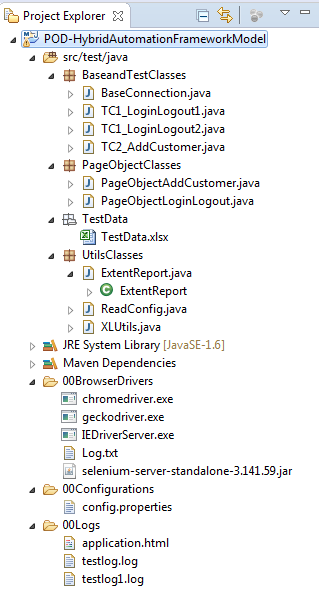 Project Explorer
POD-HybridAutomationFrameworkModel
src/test/java
BaseandTestClasses
BaseConnection.java
TC1_LoginLogout1.java
TC1_LoginLogout2.java
TC2_AddCustomer.java
PageObjectClasses
PageObjectAddCustomer.java
PageObjectLoginLogout.java
TestData
TestData.xlsx
UtilsClasses
ExtentReport.java
ExtentReport
ReadConfig.java
XLUtils.java
JRE System Library [JavaSE-1.6]
Maven Dependencies
00BrowserDrivers
chromedriver.exe
geckodriver.exe
IEDriverServer.exe
Log.txt
selenium-server-standalone-3.141.59.jar
00Configurations
config.properties
00Logs
application.html
testlog.log
testlog1.log